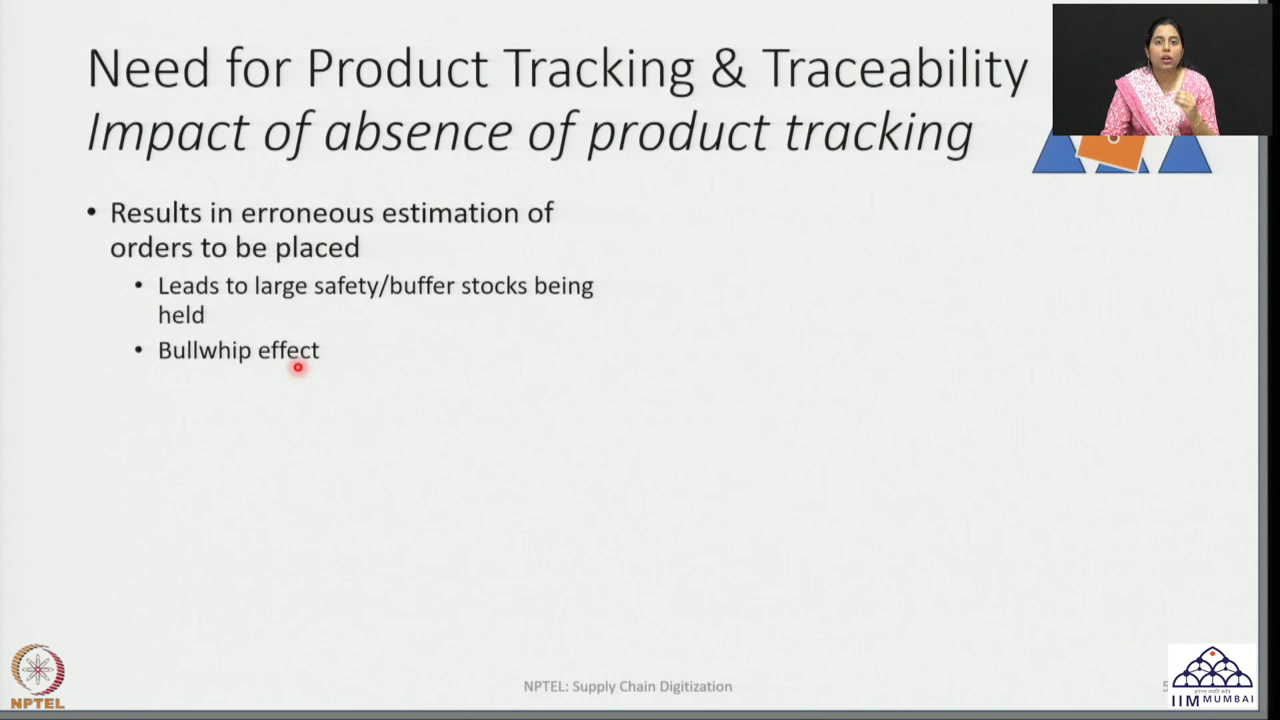 Need for Product Tracking & Traceability
Impact of absence of product tracking
• Results in erroneous estimation of
orders to be placed
• Leads to large safety/buffer stocks being
held
• Bullwhip effect
NPTEL
NPTEL: Supply Chain Digitization
IIM MUMBAI